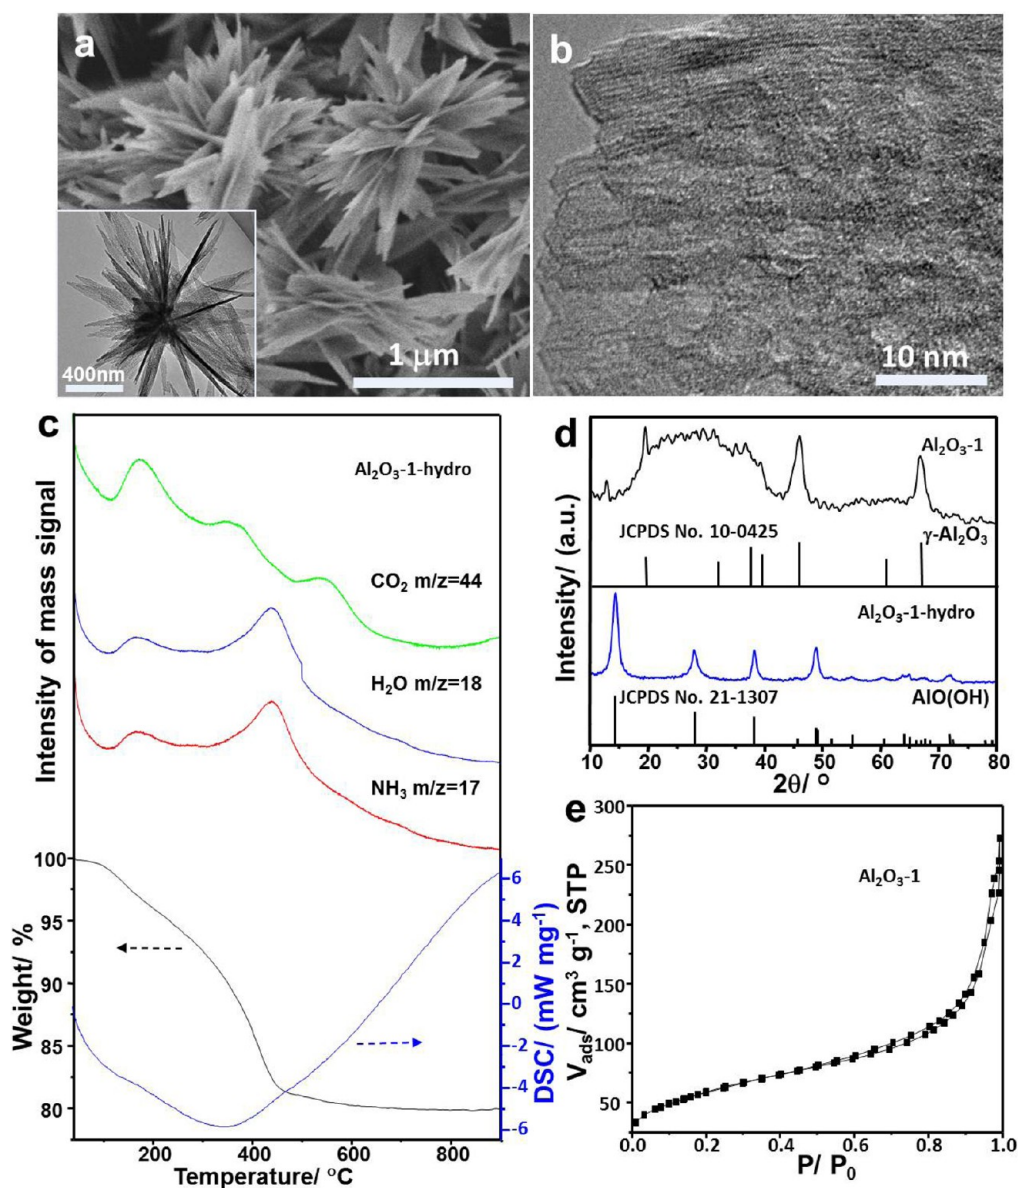 a
400nm
1 μm
b
10 nm
c
Al₂O₃-1-hydro
CO₂ m/z=44
H₂O m/z=18
NH₃ m/z=17
Intensity of mass signal
100
95
90
85
80
Weight/ %
6
4
2
0
-2
-4
-6
DSC/ (mW mg⁻¹)
200 400 600 800
Temperature/ °C
d
Al₂O₃-1
JCPDS No. 10-0425
γ-Al₂O₃
Al₂O₃-1-hydro
JCPDS No. 21-1307
AlO(OH)
Intensity/ (a.u.)
10 20 30 40 50 60 70 80
2θ/ °
e
Al₂O₃-1
300
250
200
150
100
50
V_ads/ cm³ g⁻¹, STP
0.0 0.2 0.4 0.6 0.8 1.0
P/ P₀